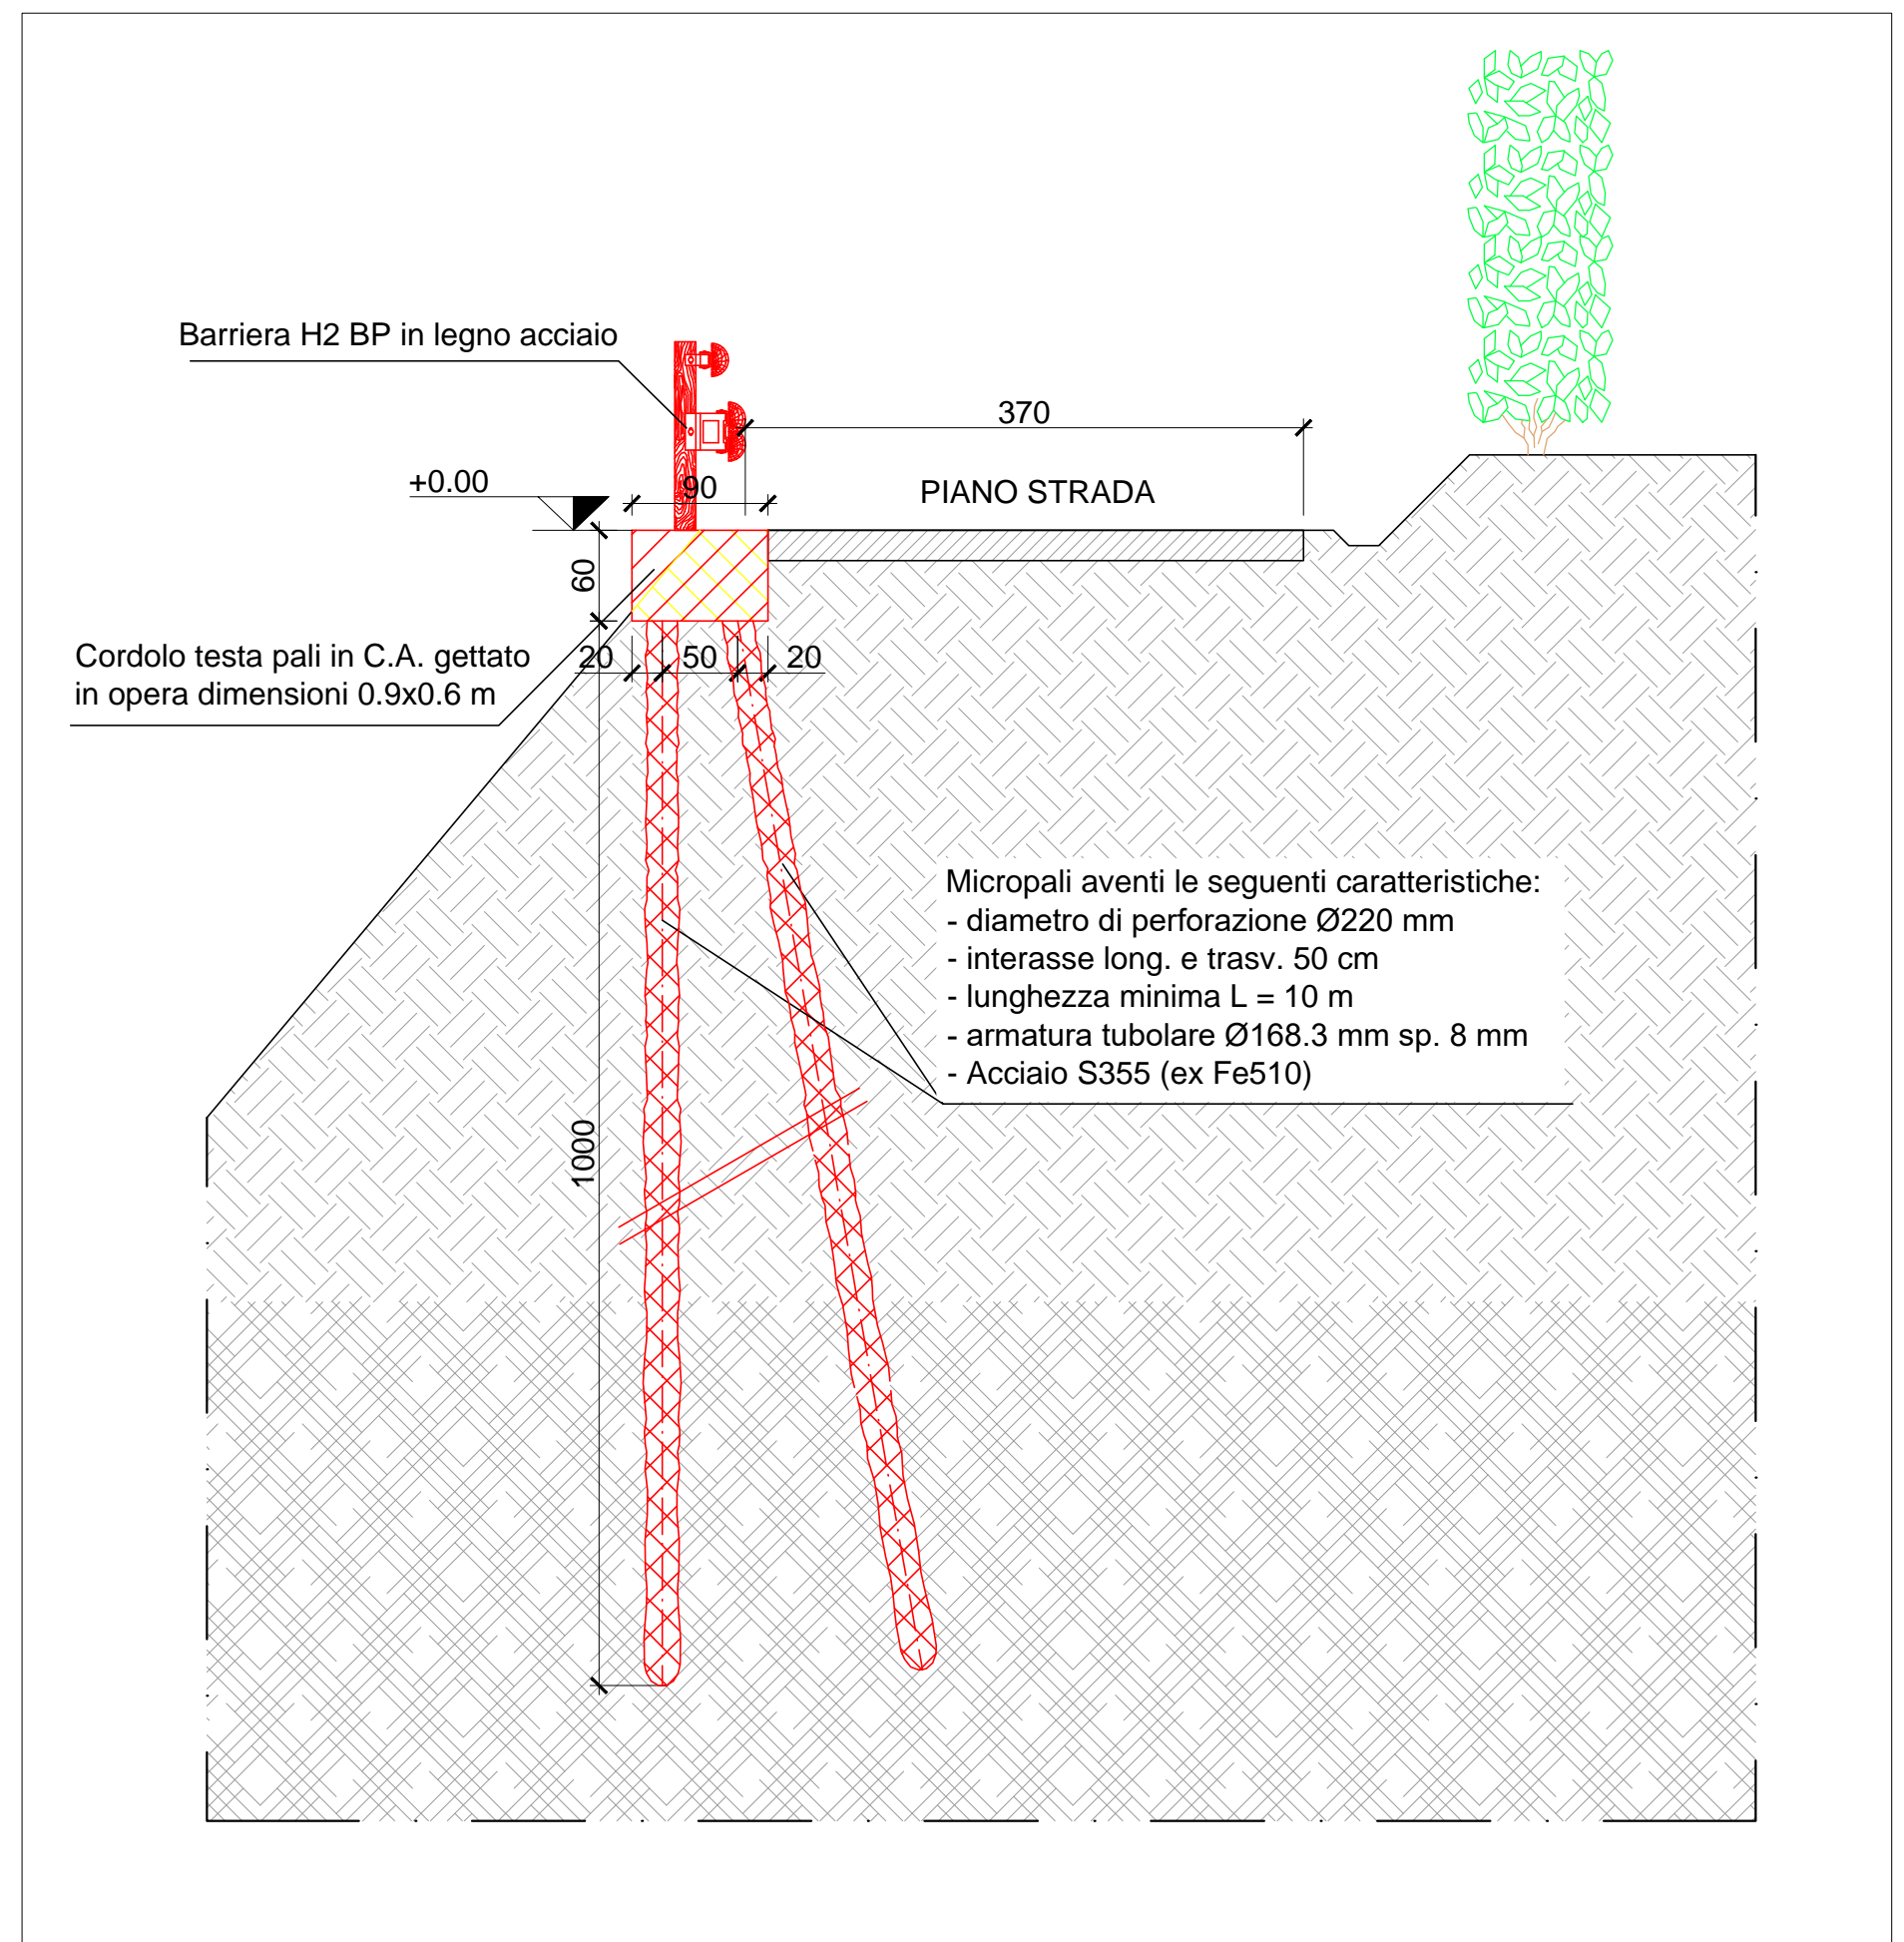 Barriera H2 BP in legno acciaio
370
+0.00
90
PIANO STRADA
60
Cordolo testa pali in C.A. gettato
in opera dimensioni 0.9x0.6 m
20
50
20
Micropali aventi le seguenti caratteristiche:
- diametro di perforazione Ø220 mm
- interasse long. e trasv. 50 cm
- lunghezza minima L = 10 m
- armatura tubolare Ø168.3 mm sp. 8 mm
- Acciaio S355 (ex Fe510)
1000